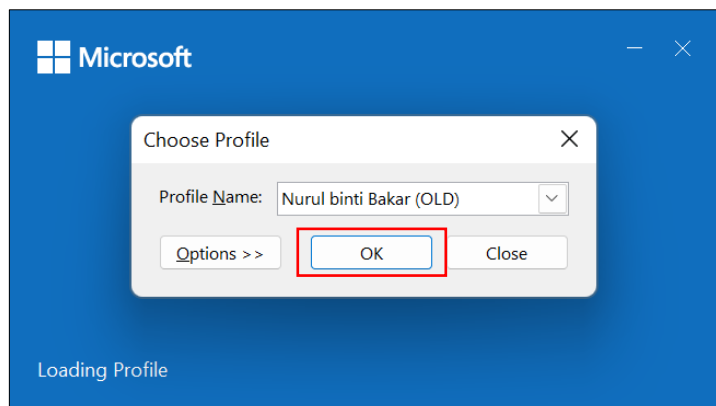 Microsoft
Choose Profile
Profile Name: Nurul binti Bakar (OLD)
Options >> OK Close
Loading Profile